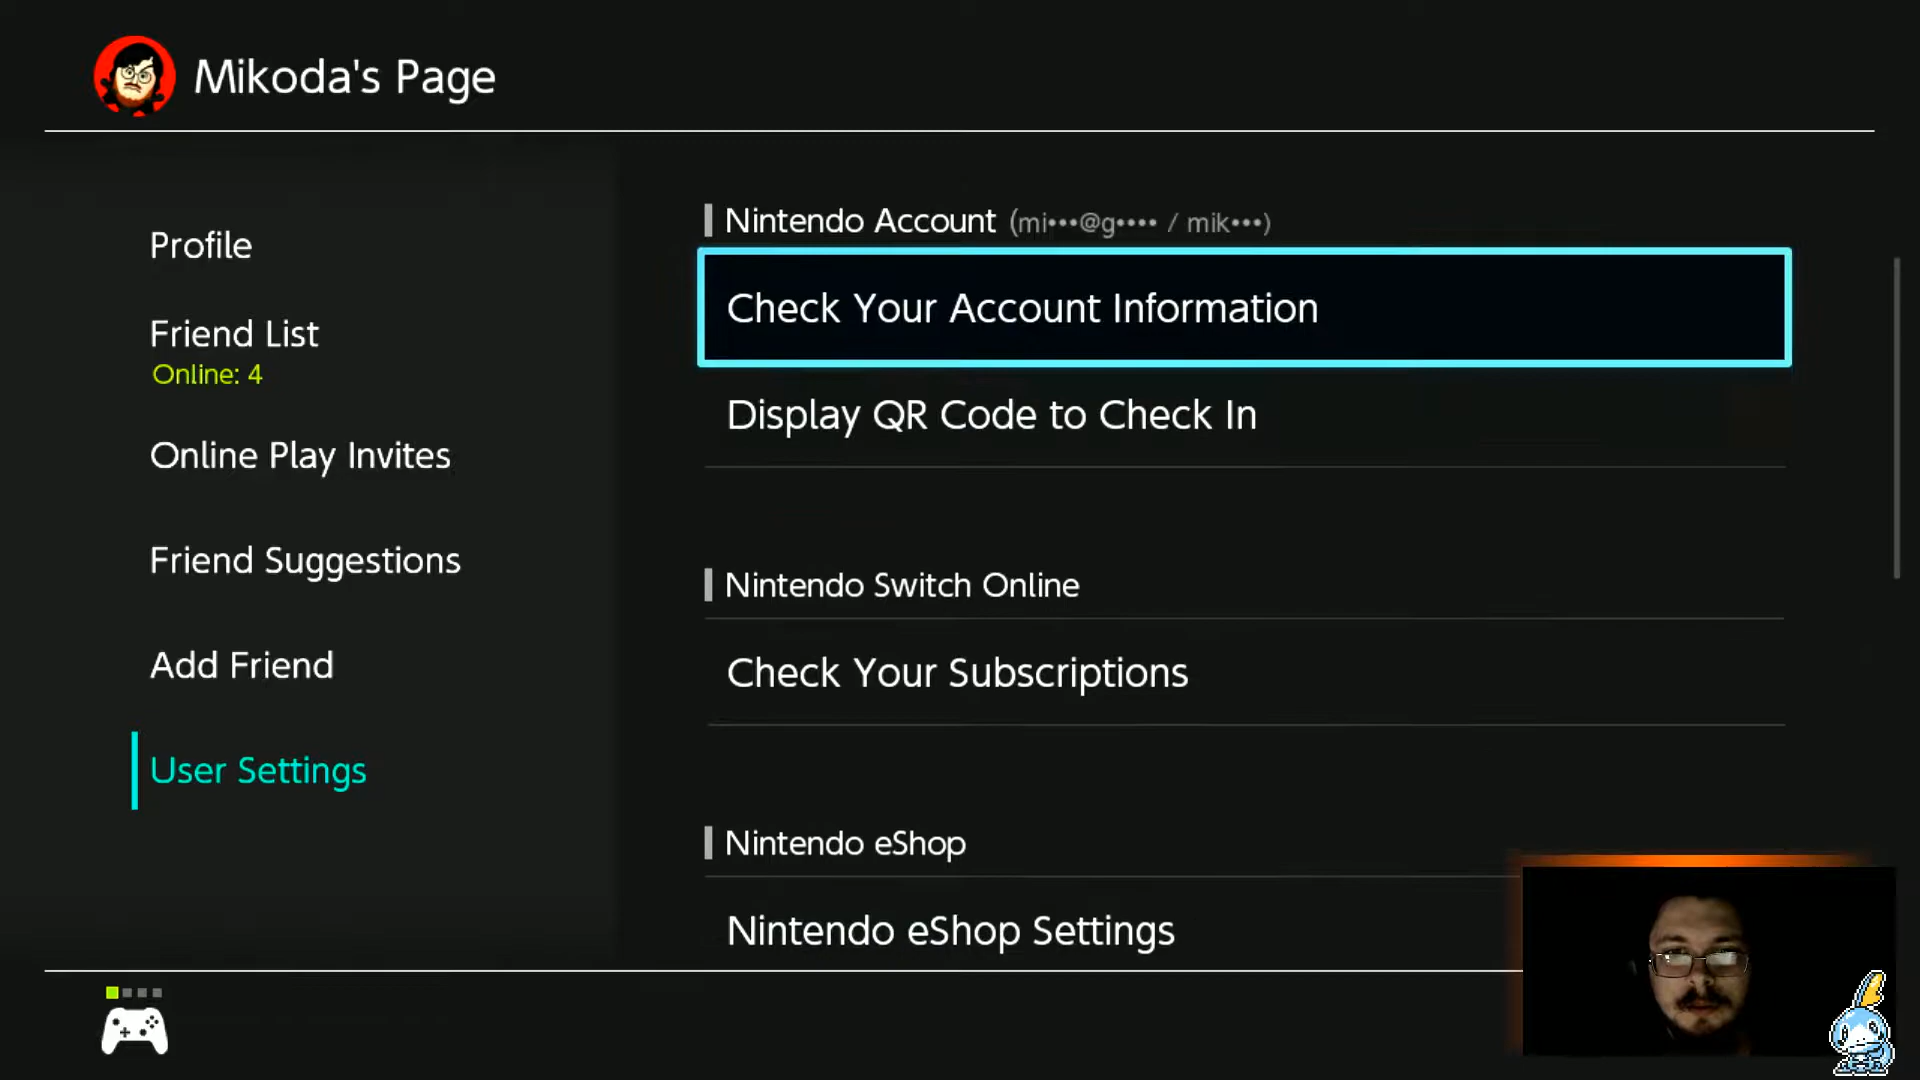 Mikoda's Page
Profile
Friend List
Online: 4
Online Play Invites
Friend Suggestions
Add Friend
User Settings
Nintendo Account (mi•••@g•••• / mik•••)
Check Your Account Information
Display QR Code to Check In
Nintendo Switch Online
Check Your Subscriptions
Nintendo eShop
Nintendo eShop Settings